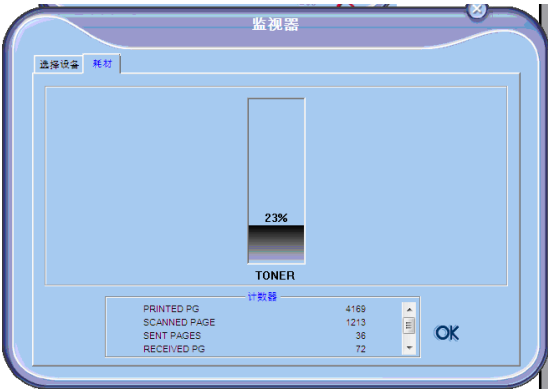 监视器
选择设备 耗材
23%
TONER
计数器
PRINTED PG 4169
SCANNED PAGE 1213
SENT PAGES 36
RECEIVED PG 72
OK